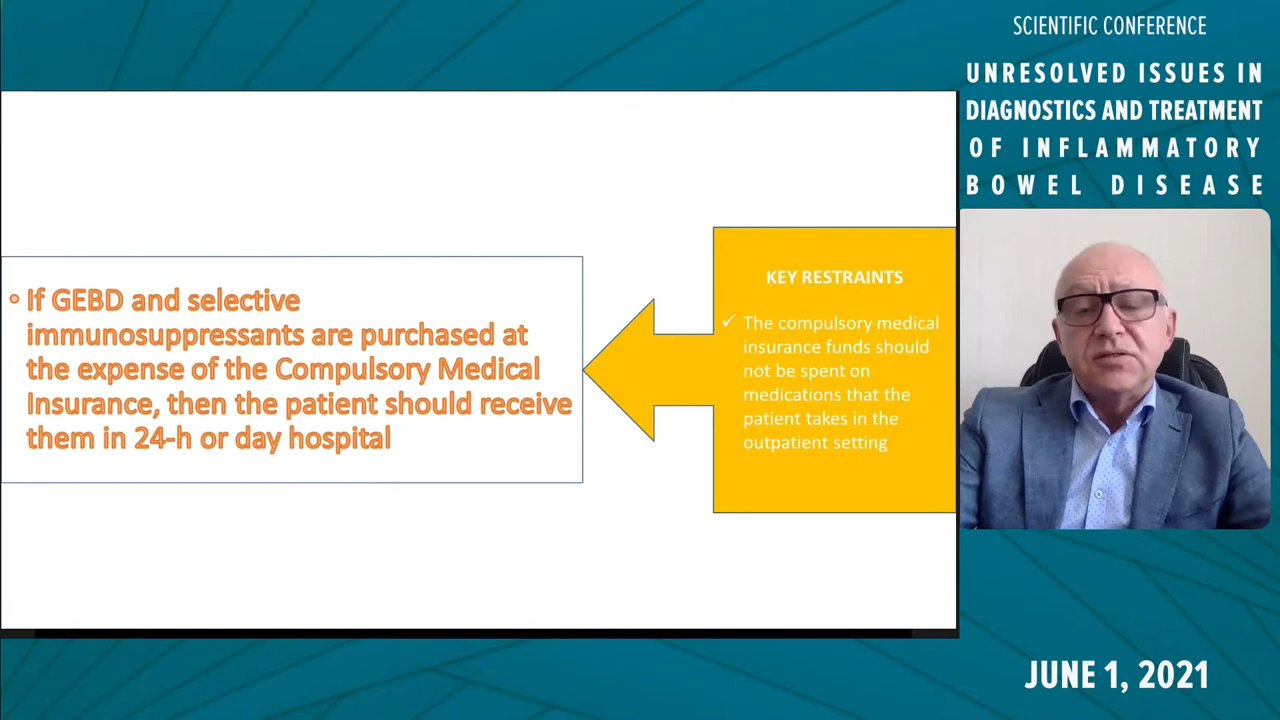 SCIENTIFIC CONFERENCE
UNRESOLVED ISSUES IN
DIAGNOSTICS AND TREATMENT
OF INFLAMMATORY
BOWEL DISEASE
• If GEBD and selective
immunosuppressants are purchased at
the expense of the Compulsory Medical
Insurance, then the patient should receive
them in 24-h or day hospital
KEY RESTRAINTS
✓ The compulsory medical
insurance funds should
not be spent on
medications that the
patient takes in the
outpatient setting
JUNE 1, 2021